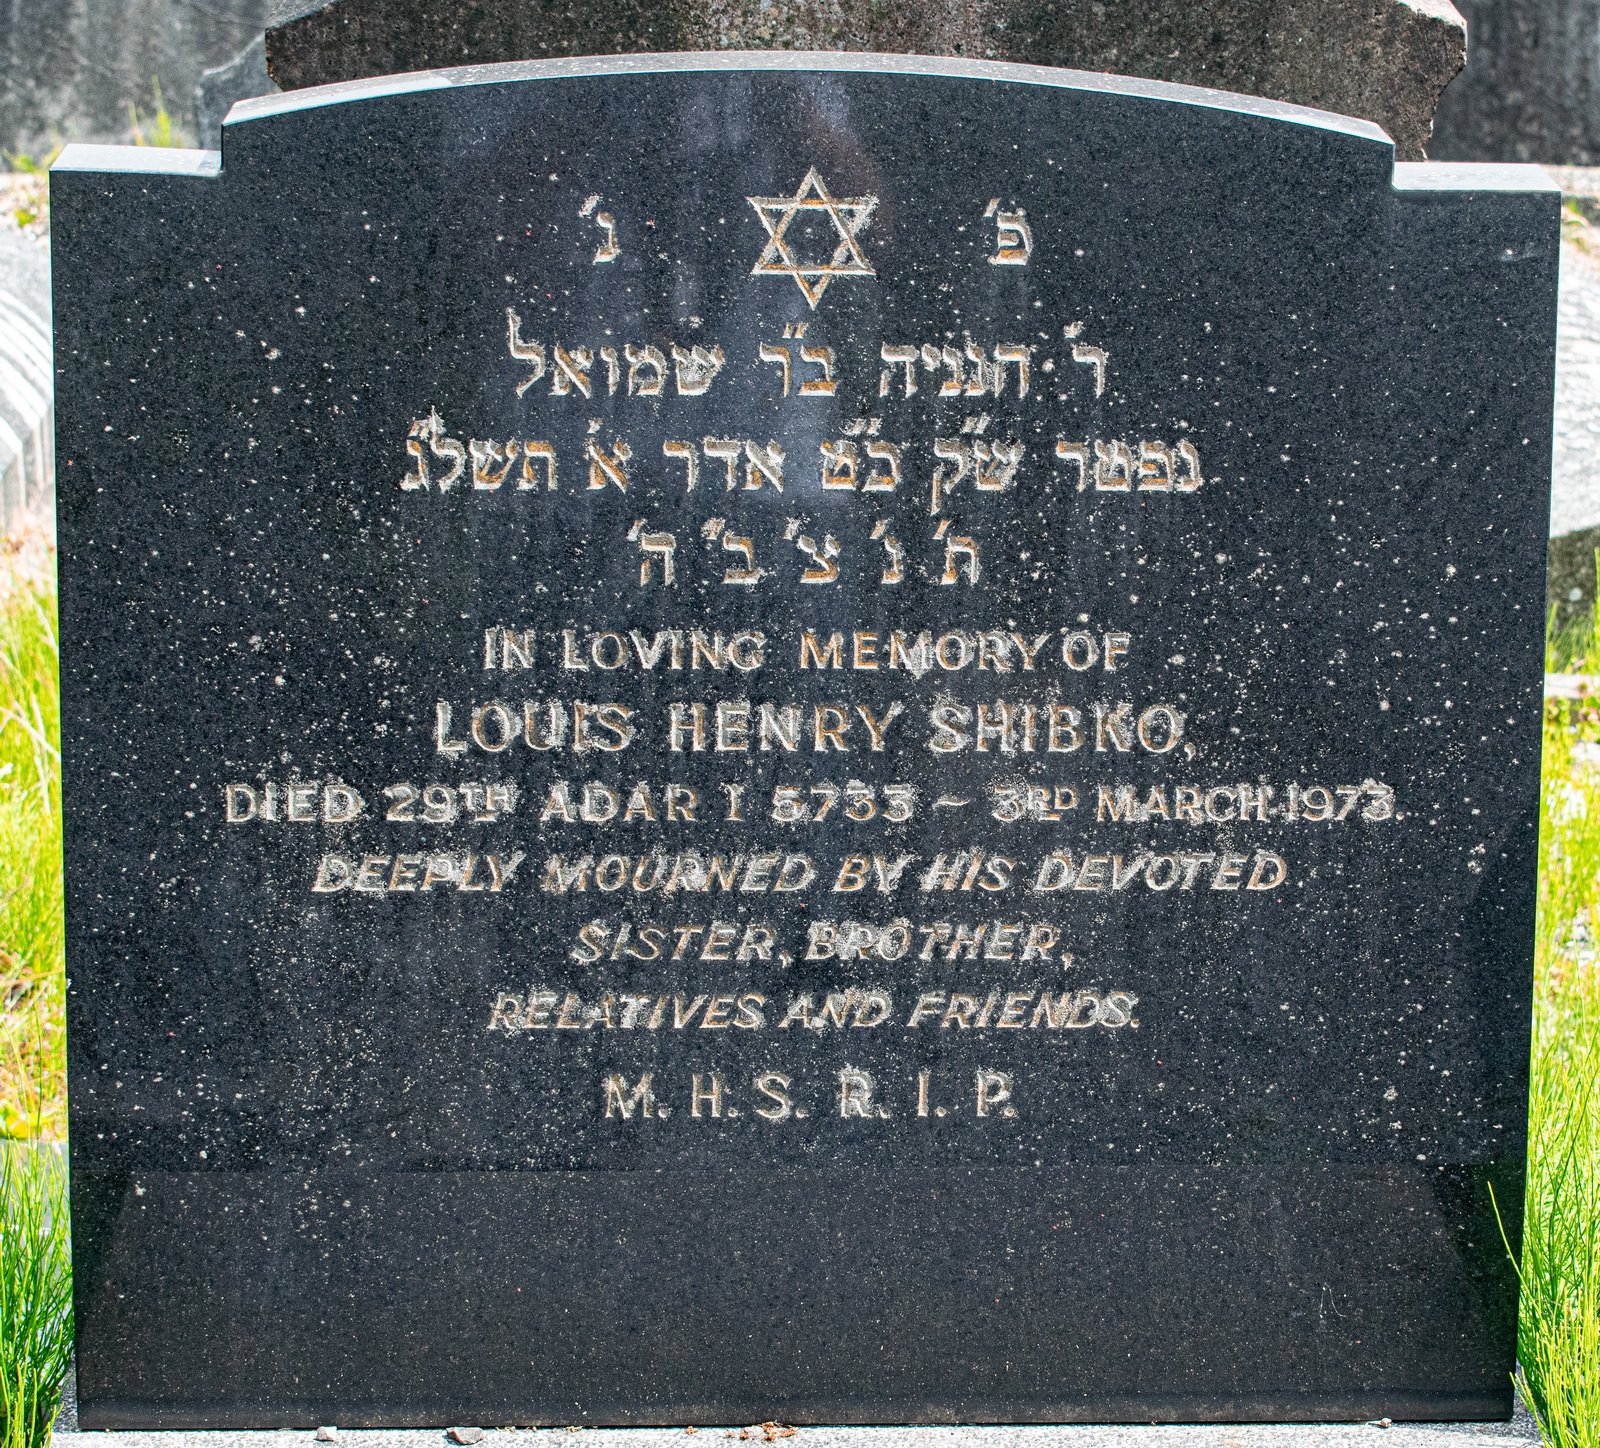 פ' נ'
ר' חנניה ב"ר שמואל
נפטר ש"ק כ"ט אדר א' תשל"ג
ת' נ' צ' ב' ה'
IN LOVING MEMORY OF
LOUIS HENRY SHIBKO,
DIED 29TH ADAR I 5733 ~ 3RD MARCH 1973.
DEEPLY MOURNED BY HIS DEVOTED
SISTER, BROTHER,
RELATIVES AND FRIENDS.
M. H. S. R. I. P.